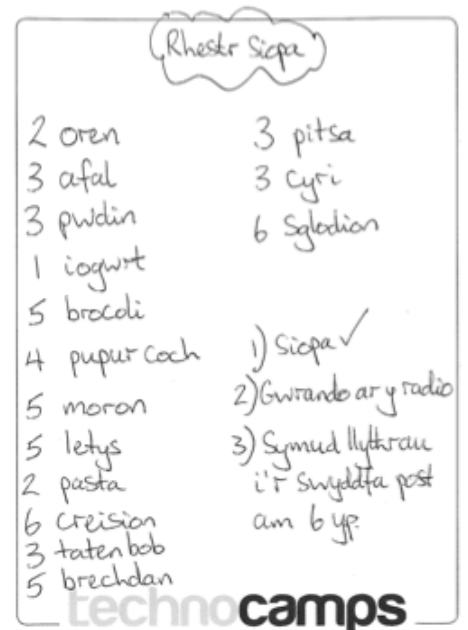 Rhestr Siopa
2 oren
3 afal
3 pwdin
1 iogwrt
5 brocoli
4 pupur coch
5 moron
5 letys
2 pasta
6 creision
3 taten bob
5 brechdan
3 pitsa
3 cyri
6 Sglodion
1) Siopa ✓
2) Gwrando ar y radio
3) Symud llythrau
i'r swyddfa post
am 6 yp.
technocamps